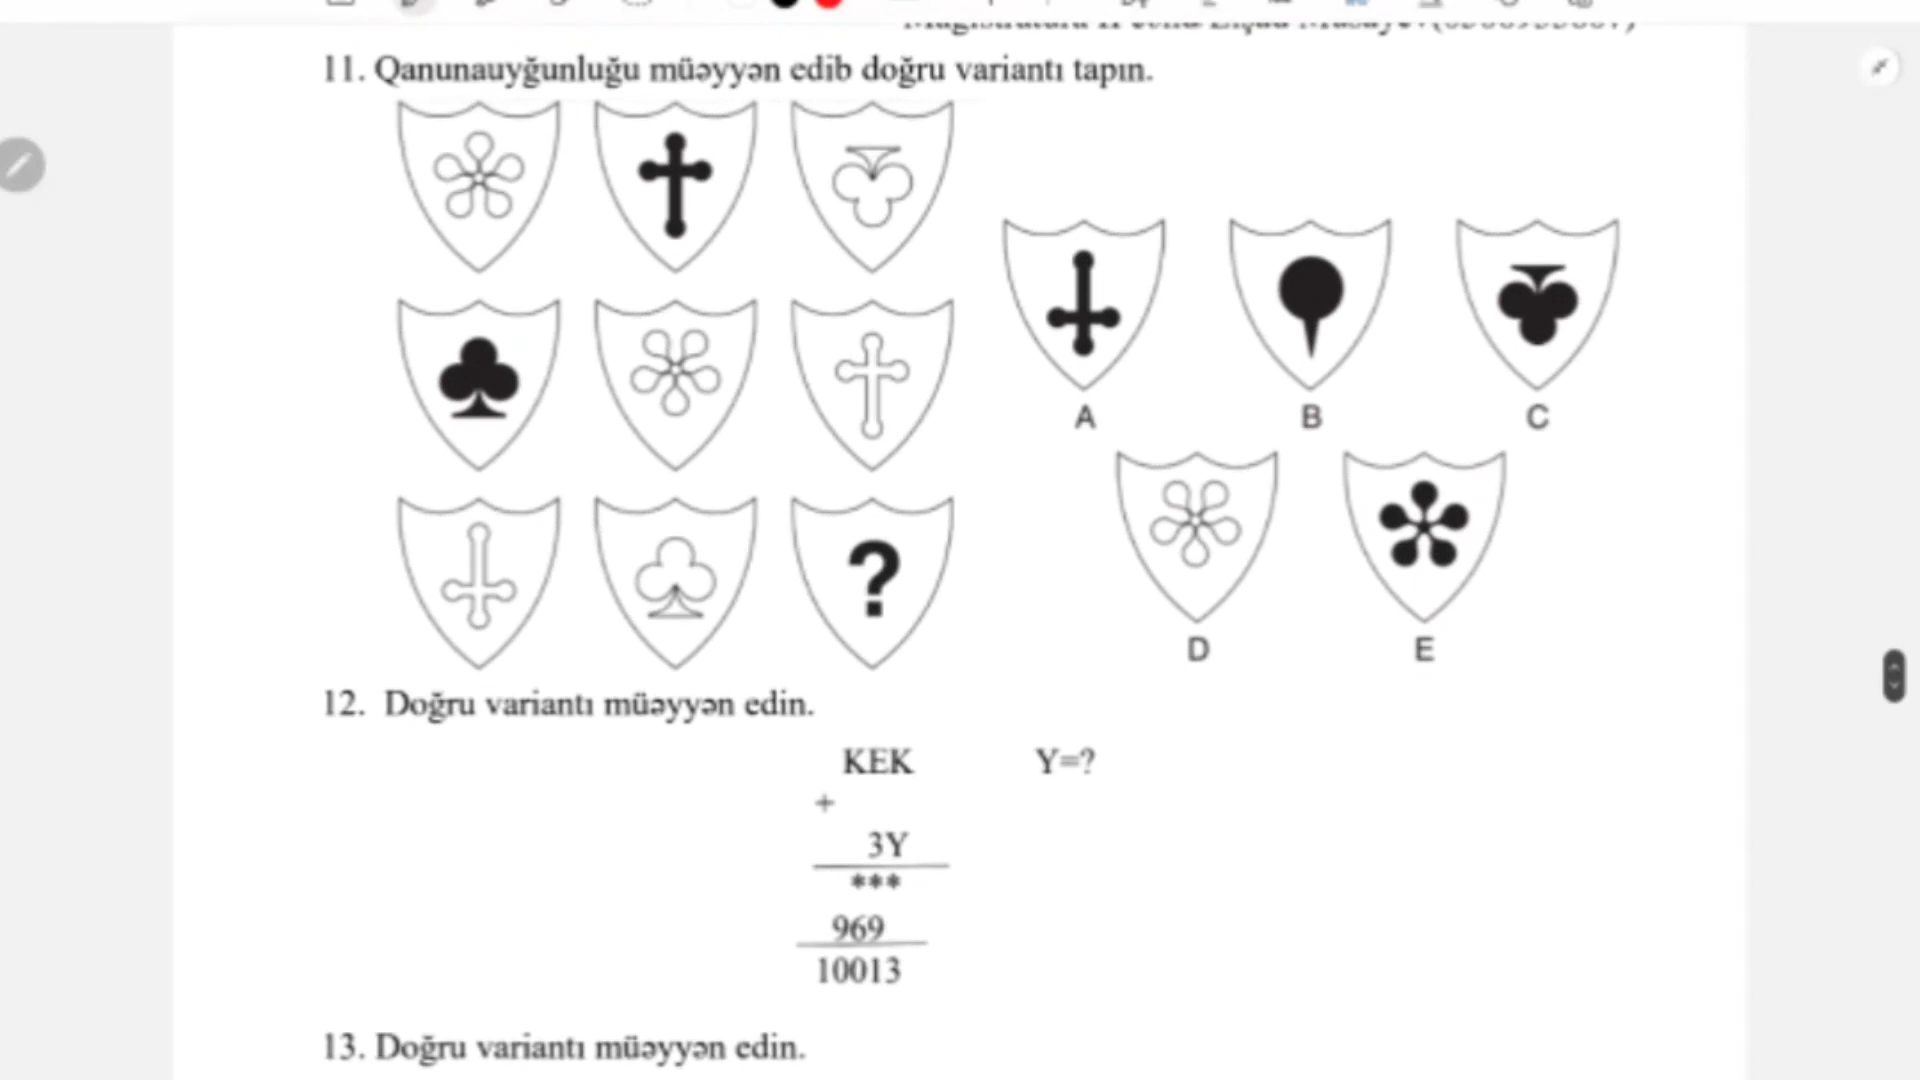 11. Qanunauyğunluğu müəyyən edib doğru variantı tapın.
?
A
B
C
D
E
12. Doğru variantı müəyyən edin.
KEK Y=?
+
3Y
***
969
10013
13. Doğru variantı müəyyən edin.